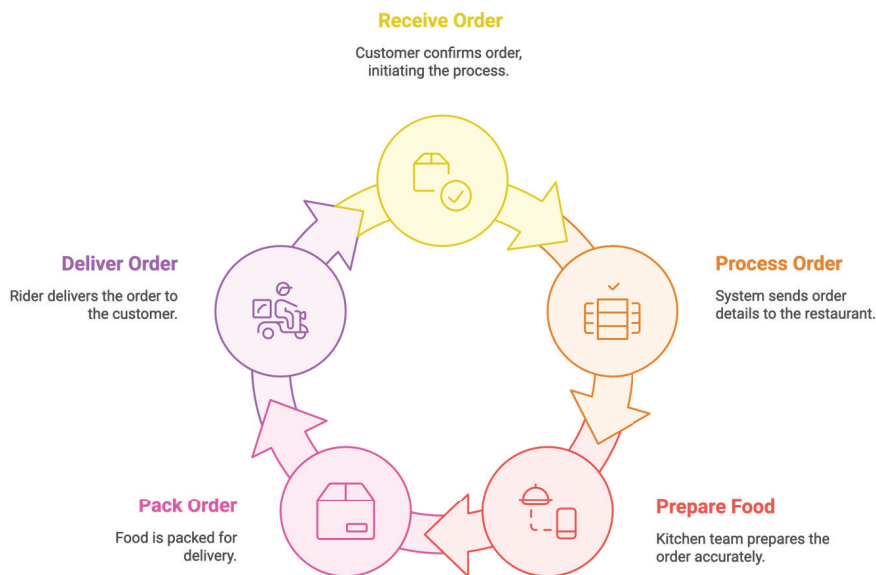 Receive Order
Customer confirms order,
initiating the process.
Process Order
System sends order
details to the restaurant.
Prepare Food
Kitchen team prepares the
order accurately.
Pack Order
Food is packed for
delivery.
Deliver Order
Rider delivers the order to
the customer.